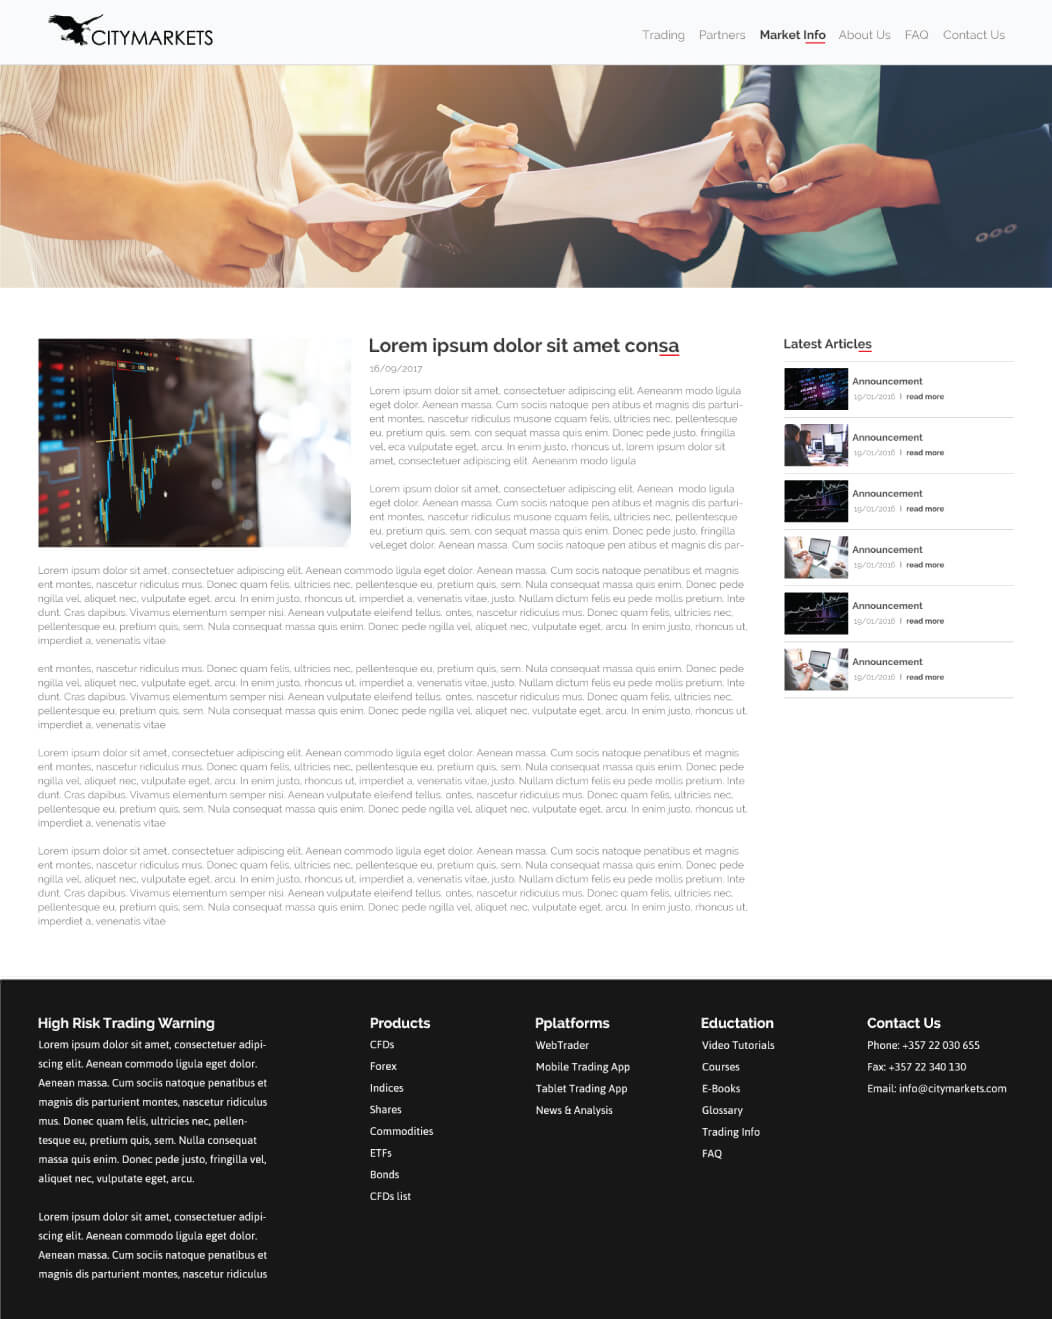 CITYMARKETS
Trading Partners Market Info About Us FAQ Contact Us
Lorem ipsum dolor sit amet consa
16/09/2017
Lorem ipsum dolor sit amet, consectetuer adipiscing elit. Aeneanm modo ligula
eget dolor. Aenean massa. Cum sociis natoque pen atibus et magnis dis parturi-
ent montes, nascetur ridiculus musone cquam felis, ultricies nec, pellentesque
eu, pretium quis, sem. con sequat massa quis enim. Donec pede justo, fringilla
vel, eca vulputate eget, arcu. In enim justo, rhoncus ut, lorem ipsum dolor sit
amet, consectetuer adipiscing elit. Aeneanm modo ligula
Lorem ipsum dolor sit amet, consectetuer adipiscing elit. Aenean modo ligula
eget dolor. Aenean massa. Cum sociis natoque pen atibus et magnis dis parturi-
ent montes, nascetur ridiculus musone cquam felis, ultricies nec, pellentesque
eu, pretium quis, sem. con sequat massa quis enim. Donec pede justo, fringilla
vel,eget dolor. Aenean massa. Cum sociis natoque pen atibus et magnis dis par-
Lorem ipsum dolor sit amet, consectetuer adipiscing elit. Aenean commodo ligula eget dolor. Aenean massa. Cum socis natoque penatibus et magnis
ent montes, nascetur ridiculus mus. Donec quam felis, ultricies nec, pellentesque eu, pretium quis, sem. Nulla consequat massa quis enim. Donec pede
ngilla vel, aliquet nec, vulputate eget, arcu. In enim justo, rhoncus ut, imperdiet a, venenatis vitae, justo. Nullam dictum felis eu pede mollis pretium. Inte
dunt. Cras dapibus. Vivamus elementum semper nisi. Aenean vulputate eleifend tellus. ontes, nascetur ridiculus mus. Donec quam felis, ultricies nec,
pellentesque eu, pretium quis, sem. Nula consequat massa quis enim. Donec pede ngilla vel, aliquet nec, vulputate eget, arcu. In enim justo, rhoncus ut,
imperdiet a, venenatis vitae
ent montes, nascetur ridiculus mus. Donec quam felis, ultricies nec, pellentesque eu, pretium quis, sem. Nula consequat massa quis enim. Donec pede
ngilla vel, aliquet nec, vulputate eget, arcu. In enim justo, rhoncus ut, imperdiet a, venenatis vitae, justo. Nullam dictum felis eu pede mollis pretium. Inte
dunt. Cras dapibus. Vivamus elementum semper nisi. Aenean vulputate eleifend tellus. ontes, nascetur ridiculus mus. Donec quam felis, ultricies nec,
pellentesque eu, pretium quis, sem. Nula consequat massa quis enim. Donec pede ngilla vel, aliquet nec, vulputate eget, arcu. In enim justo, rhoncus ut,
imperdiet a, venenatis vitae
Lorem ipsum dolor sit amet, consectetuer adipiscing elit. Aenean commodo ligula eget dolor. Aenean massa. Cum socis natoque penatibus et magnis
ent montes, nascetur ridiculus mus. Donec quam felis, ultricies nec, pellentesque eu, pretium quis, sem. Nula consequat massa quis enim. Donec pede
ngilla vel, aliquet nec, vulputate eget, arcu. In enim justo, rhoncus ut, imperdiet a, venenatis vitae, justo. Nullam dictum felis eu pede mollis pretium. Inte
dunt. Cras dapibus. Vivamus elementum semper nisi. Aenean vulputate eleifend tellus. ontes, nascetur ridiculus mus. Donec quam felis, ultricies nec,
pellentesque eu, pretium quis, sem. Nula consequat massa quis enim. Donec pede ngilla vel, aliquet nec, vulputate eget, arcu. In enim justo, rhoncus ut,
imperdiet a, venenatis vitae
Lorem ipsum dolor sit amet, consectetuer adipiscing elit. Aenean commodo ligula eget dolor. Aenean massa. Cum socis natoque penatibus et magnis
ent montes, nascetur ridiculus mus. Donec quam felis, ultricies nec, pellentesque eu, pretium quis, sem. Nula consequat massa quis enim. Donec pede
ngilla vel, aliquet nec, vulputate eget, arcu. In enim justo, rhoncus ut, imperdiet a, venenatis vitae, justo. Nullam dictum felis eu pede mollis pretium. Inte
dunt. Cras dapibus. Vivamus elementum semper nisi. Aenean vulputate eleifend tellus. ontes, nascetur ridiculus mus. Donec quam felis, ultricies nec,
pellentesque eu, pretium quis, sem. Nula consequat massa quis enim. Donec pede ngilla vel, aliquet nec, vulputate eget, arcu. In enim justo, rhoncus ut,
imperdiet a, venenatis vitae
Latest Articles
Announcement
19/01/2016 | read more
Announcement
19/01/2016 | read more
Announcement
19/01/2016 | read more
Announcement
19/01/2016 | read more
Announcement
19/01/2016 | read more
Announcement
19/01/2016 | read more
High Risk Trading Warning
Lorem ipsum dolor sit amet, consectetuer adipi-
scing elit. Aenean commodo ligula eget dolor.
Aenean massa. Cum sociis natoque penatibus et
magnis dis parturient montes, nascetur ridiculus
mus. Donec quam felis, ultricies nec, pellen-
tesque eu, pretium quis, sem. Nulla consequat
massa quis enim. Donec pede justo, fringilla vel,
aliquet nec, vulputate eget, arcu.
Lorem ipsum dolor sit amet, consectetuer adipi-
scing elit. Aenean commodo ligula eget dolor.
Aenean massa. Cum sociis natoque penatibus et
magnis dis parturient montes, nascetur ridiculus
Products
CFDs
Forex
Indices
Shares
Commodities
ETFs
Bonds
CFDs list
Pplatforms
WebTrader
Mobile Trading App
Tablet Trading App
News & Analysis
Eductation
Video Tutorials
Courses
E-Books
Glossary
Trading Info
FAQ
Contact Us
Phone: +357 22 030 655
Fax: +357 22 340 130
Email: info@citymarkets.com